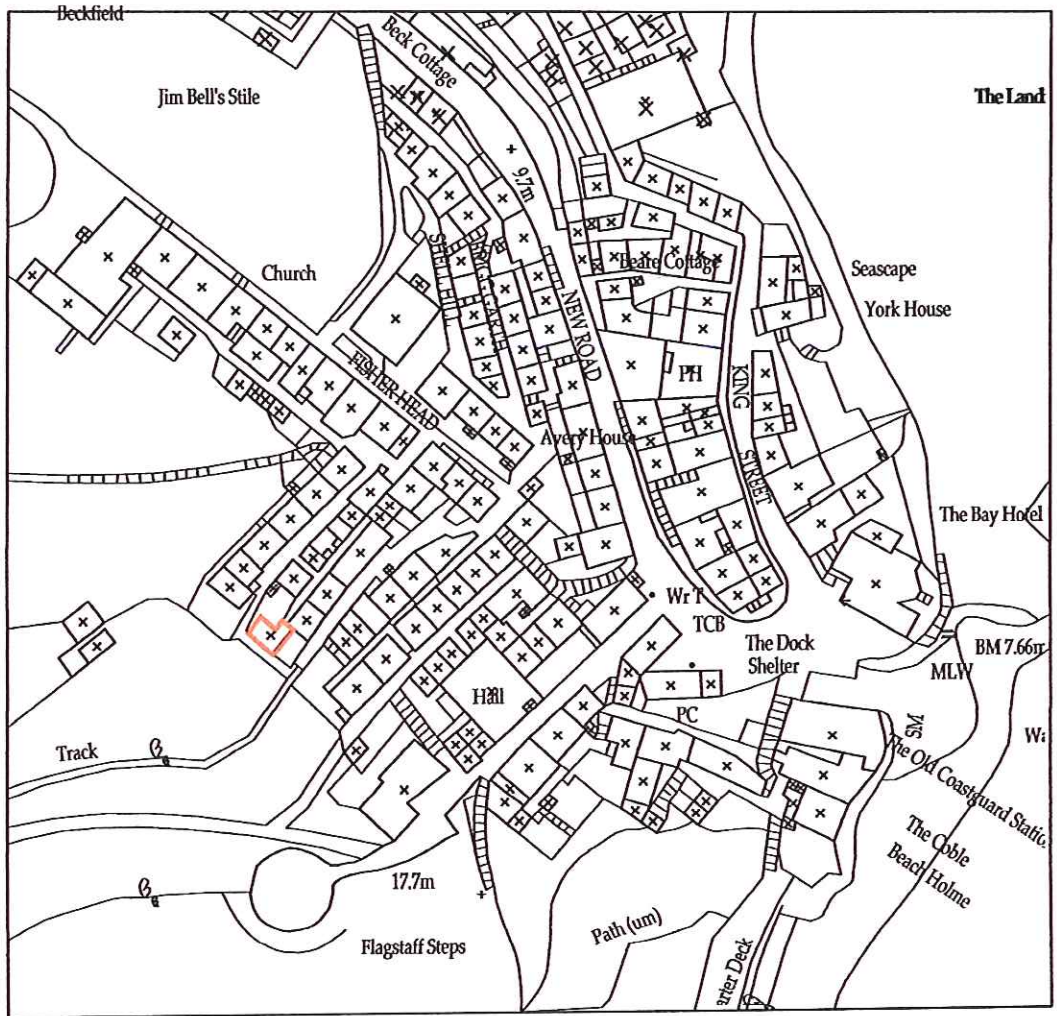 Beckfield
Beck Cottage
Jim Bell's Stile
The Land
9.7m
Church
Beare Cottage
Seascape
York House
NEW ROAD
FISHER HEAD
PH
KING
STREET
Avery House
The Bay Hotel
Wr T
TCB
The Dock
Shelter
BM 7.66m
MLW
Hall
PC
SM
Track
The Old Coastguard Statio
The Coble
Beach Holme
17.7m
Path (um)
Flagstaff Steps
arter Deck